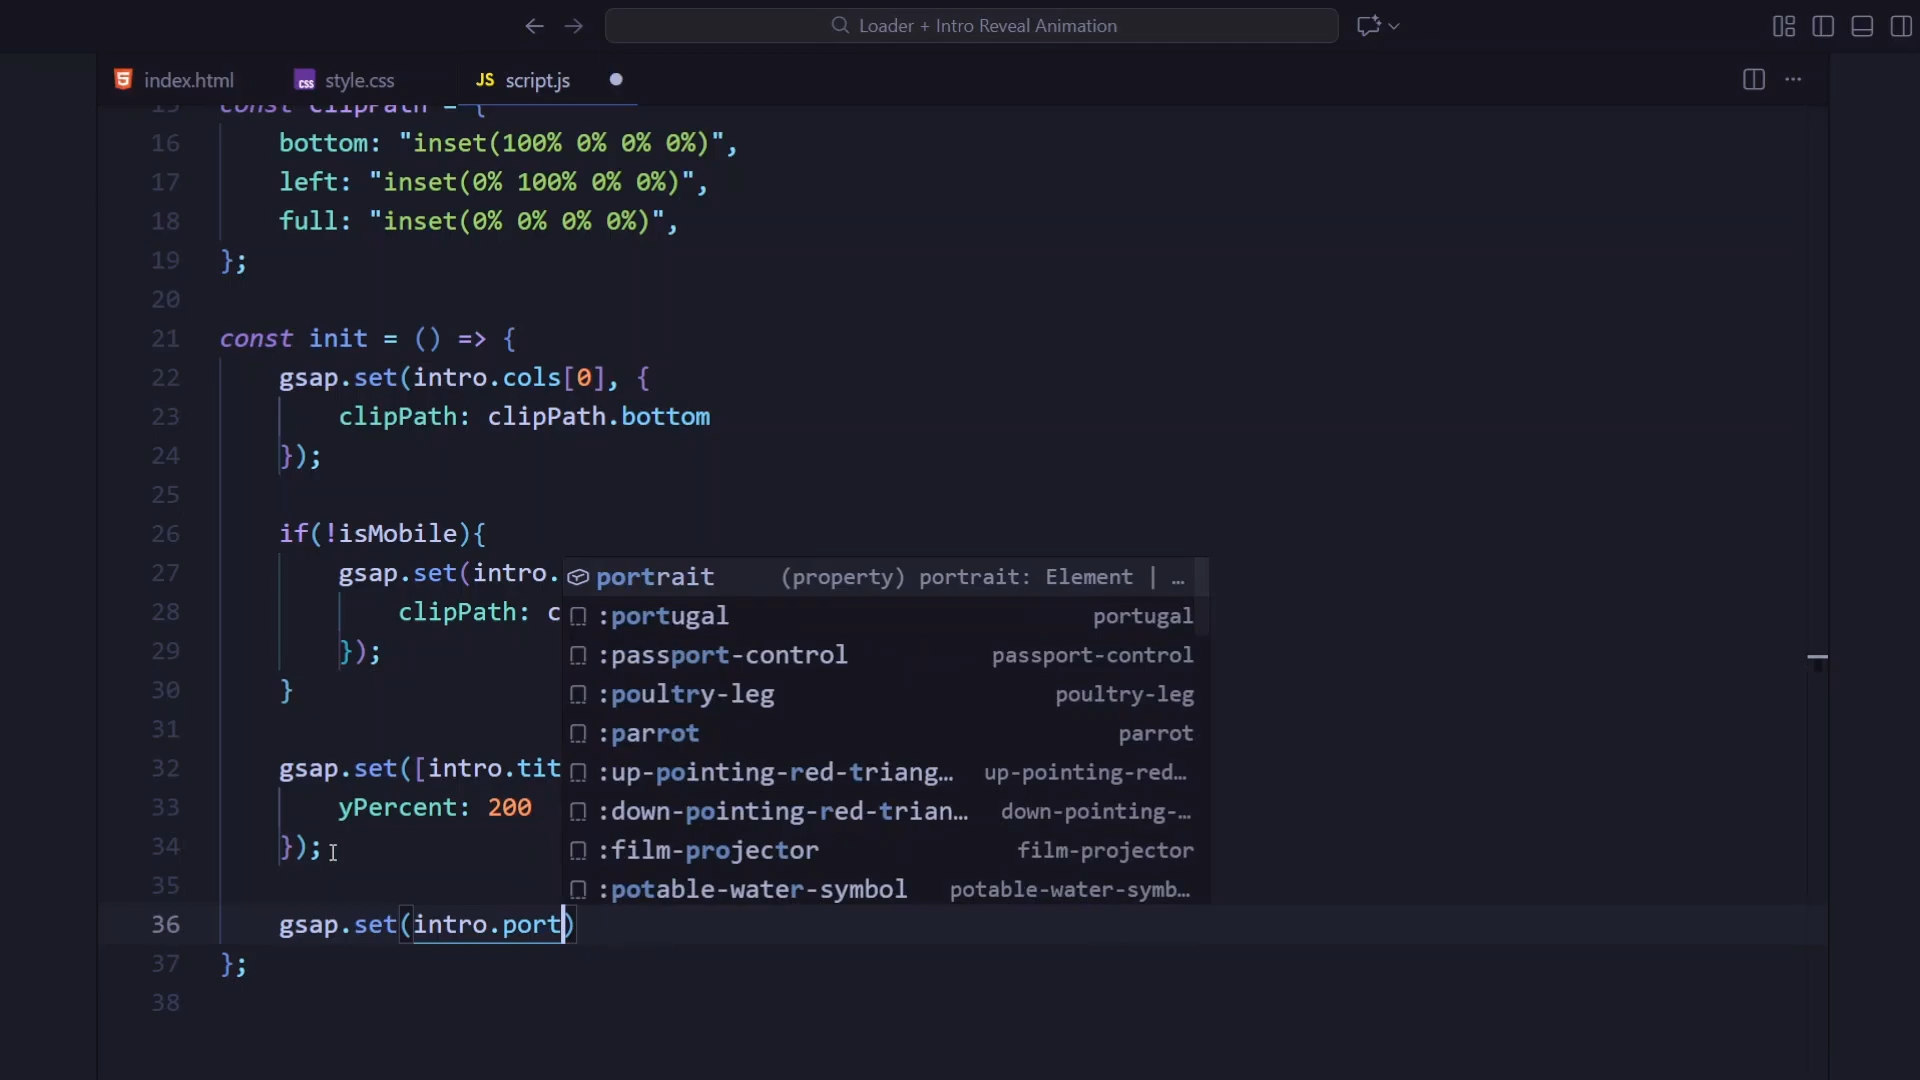 Loader + Intro Reveal Animation
index.html
style.css
JS script.js
15 const clipPath = {
16 bottom: "inset(100% 0% 0% 0%)",
17 left: "inset(0% 100% 0% 0%)",
18 full: "inset(0% 0% 0% 0%)",
19 };
20
21 const init = () => {
22 gsap.set(intro.cols[0], {
23 clipPath: clipPath.bottom
24 });
25
26 if(!isMobile){
27 gsap.set(intro.
28 clipPath: c
29 });
30 }
31
32 gsap.set([intro.tit
33 yPercent: 200
34 });
35
36 gsap.set(intro.port)
37 };
38
portrait (property) portrait: Element | …
:portugal portugal
:passport-control passport-control
:poultry-leg poultry-leg
:parrot parrot
:up-pointing-red-triang… up-pointing-red…
:down-pointing-red-trian… down-pointing-…
:film-projector film-projector
:potable-water-symbol potable-water-symb…